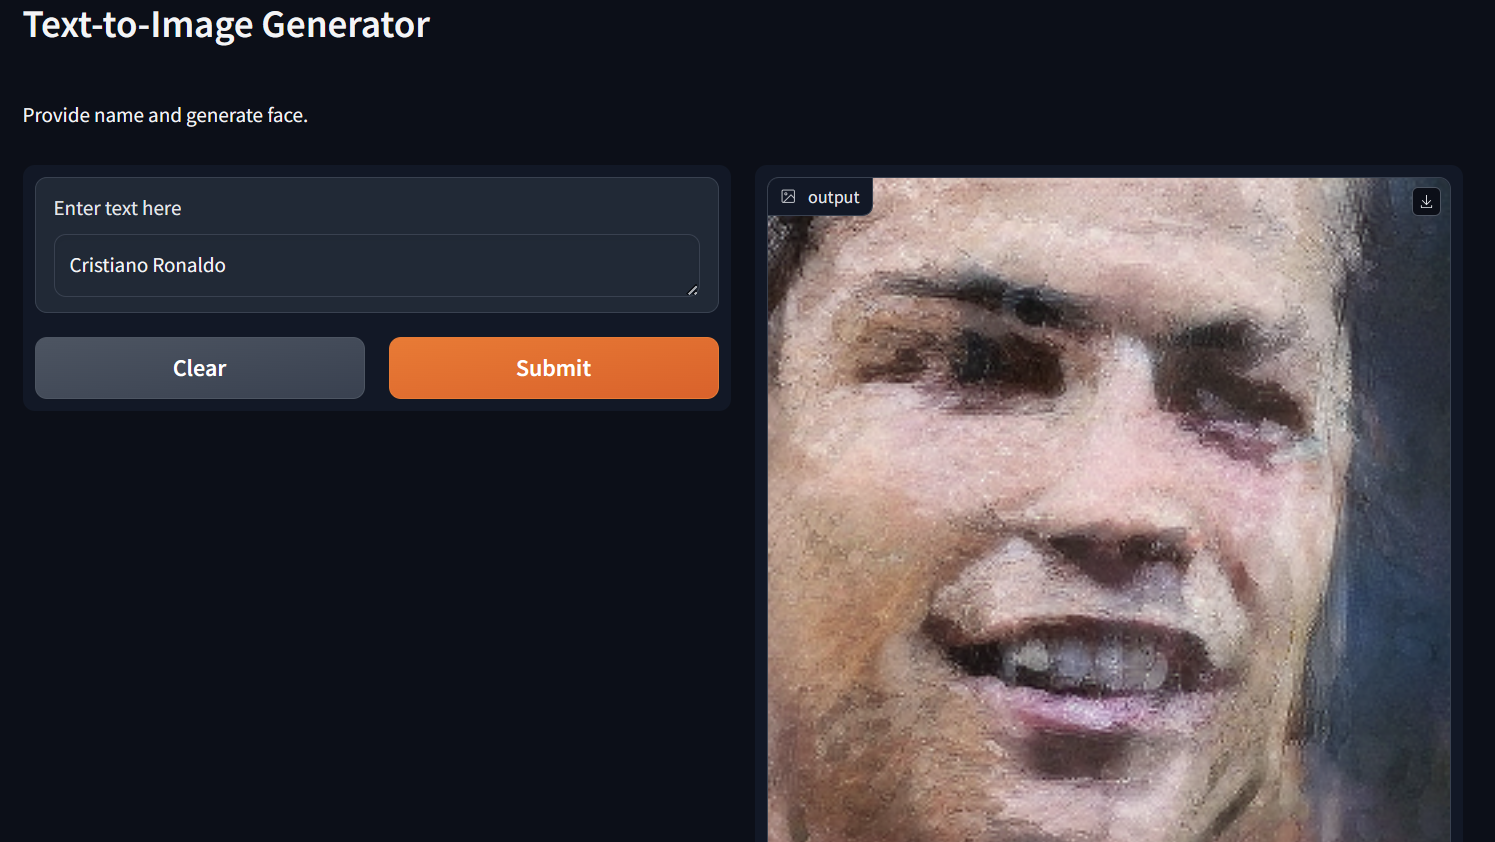 Text-to-Image Generator
Provide name and generate face.
Enter text here
Cristiano Ronaldo
Clear
Submit
output